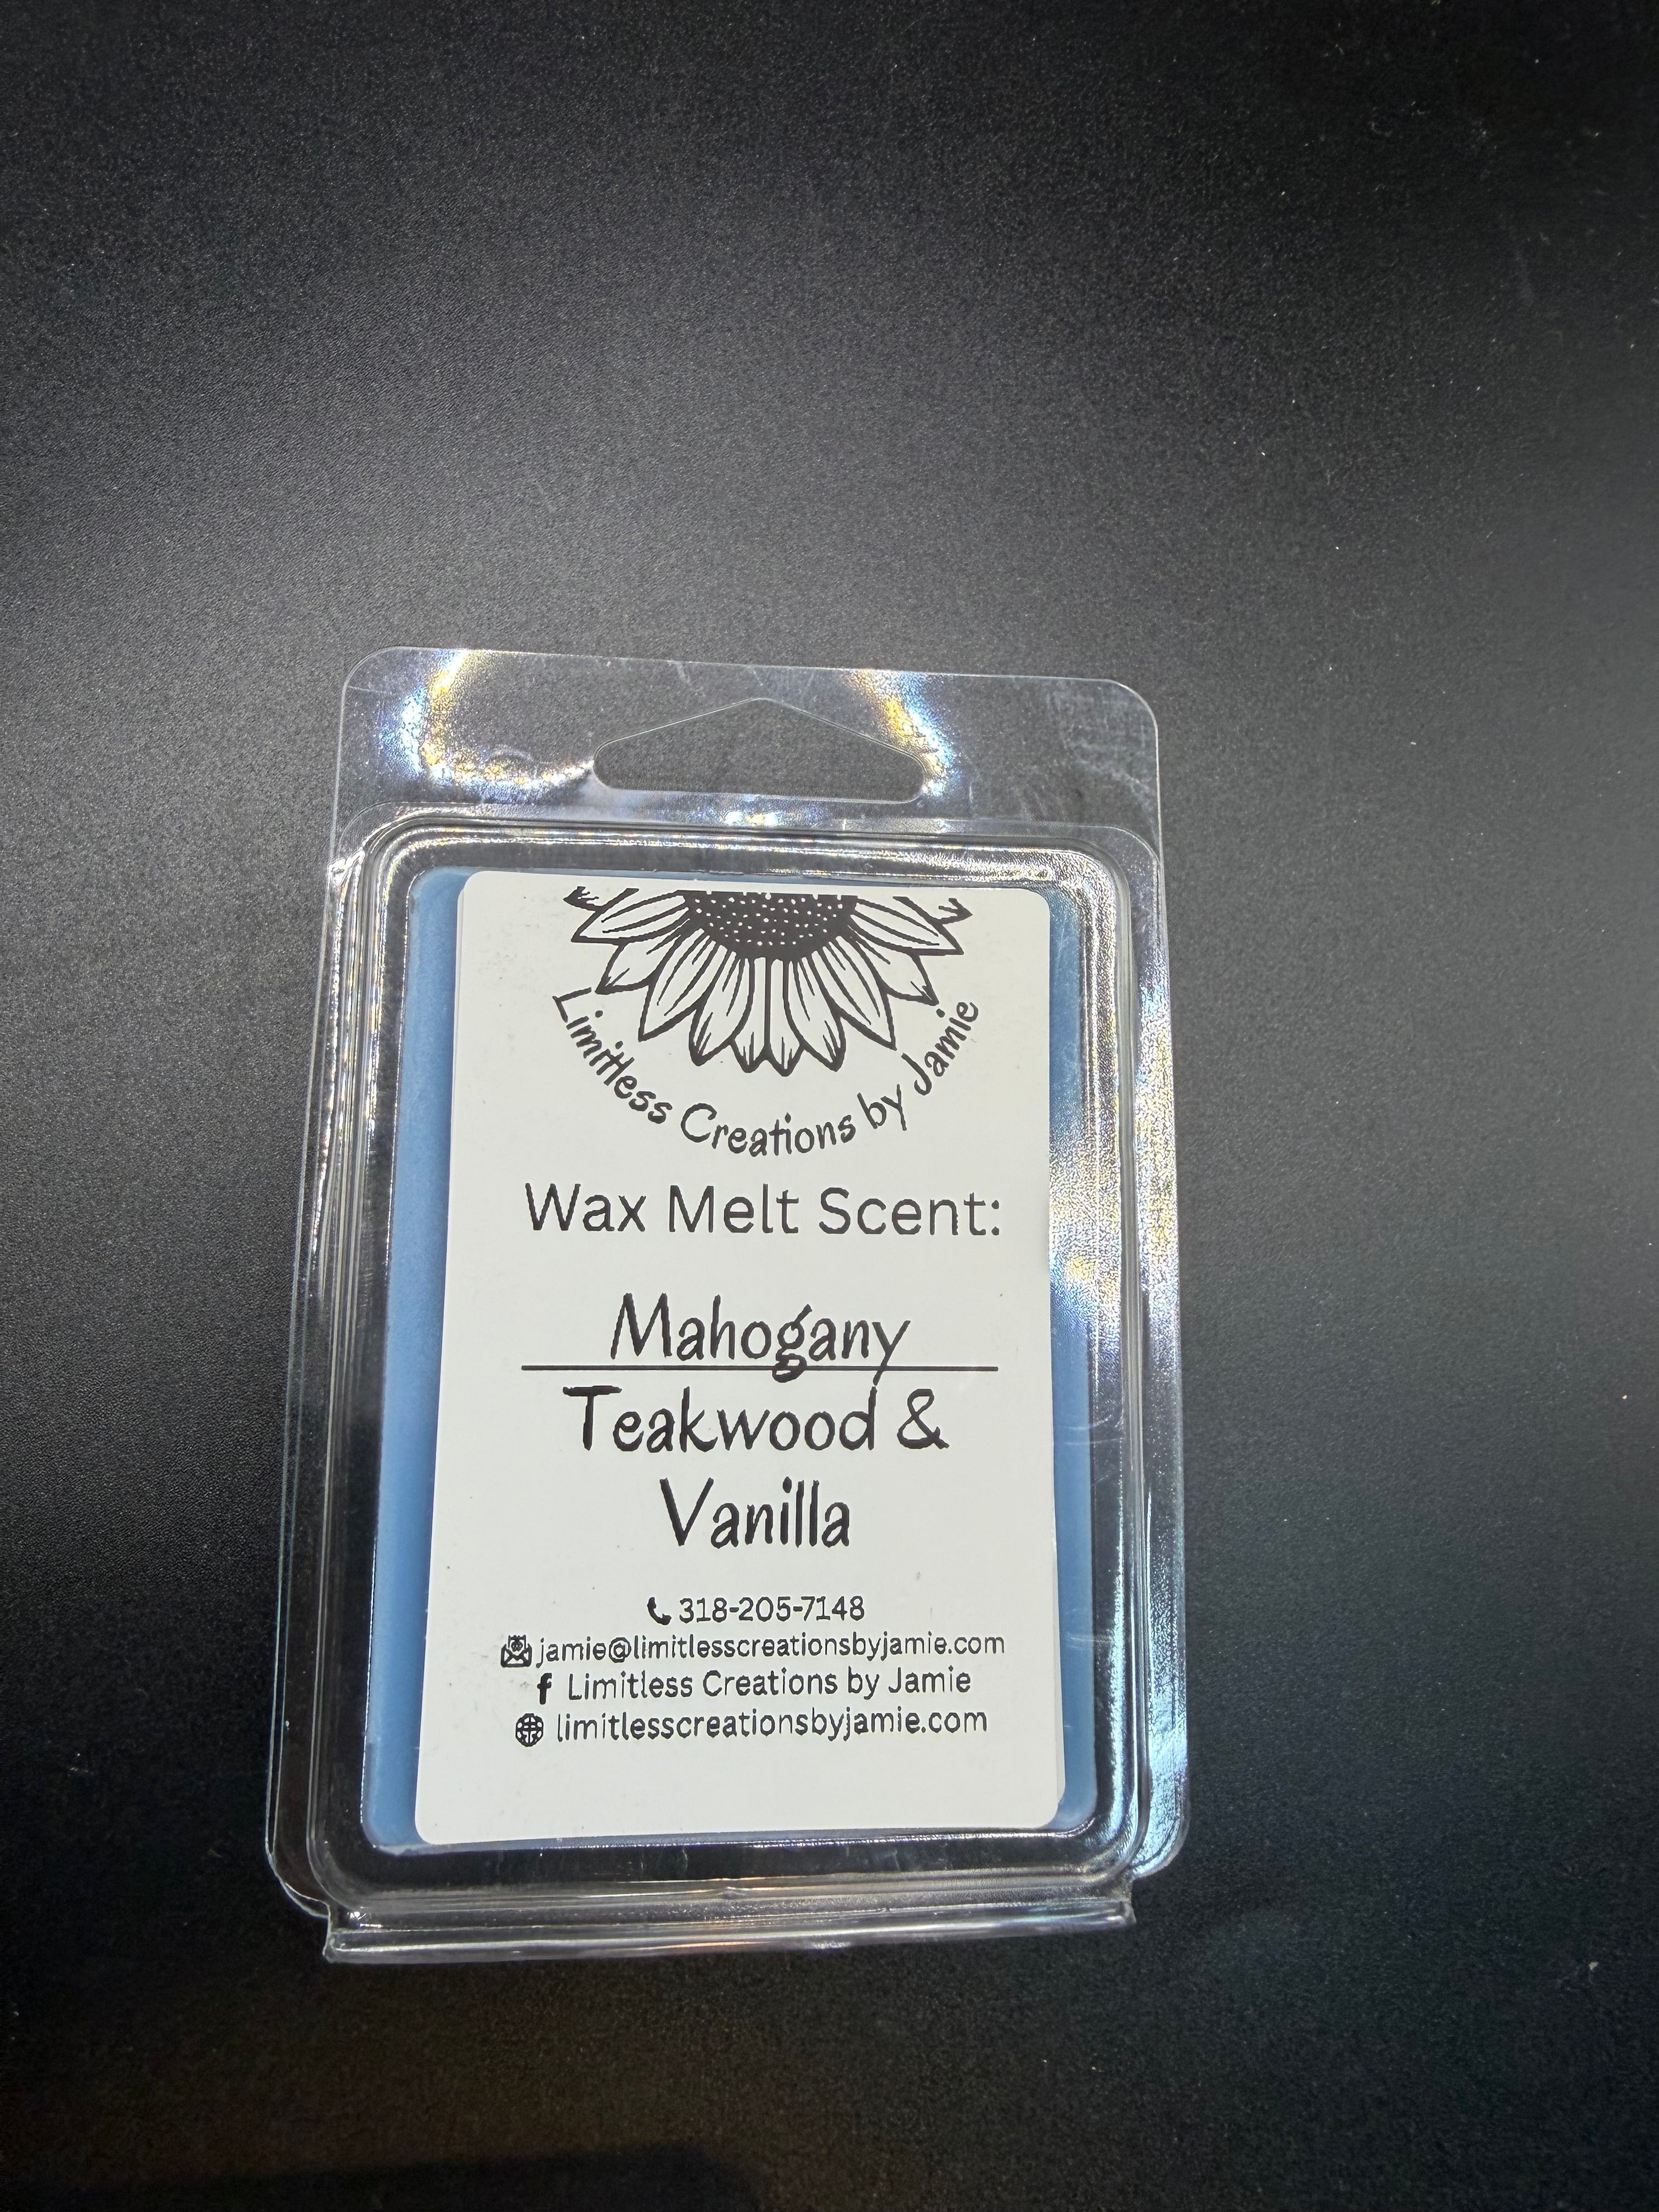 Limitless Creations by Jamie
Wax Melt Scent:
Mahogany
Teakwood &
Vanilla
318-205-7148
jamie@limitlesscreationsbyjamie.com
f Limitless Creations by Jamie
limitlesscreationsbyjamie.com